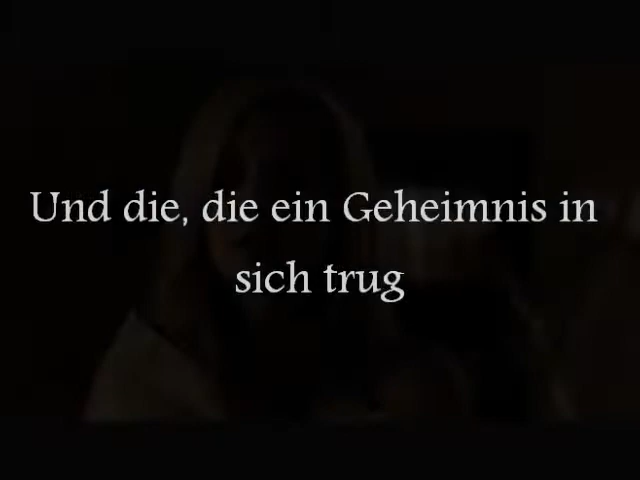 Und die, die ein Geheimnis in
sich trug